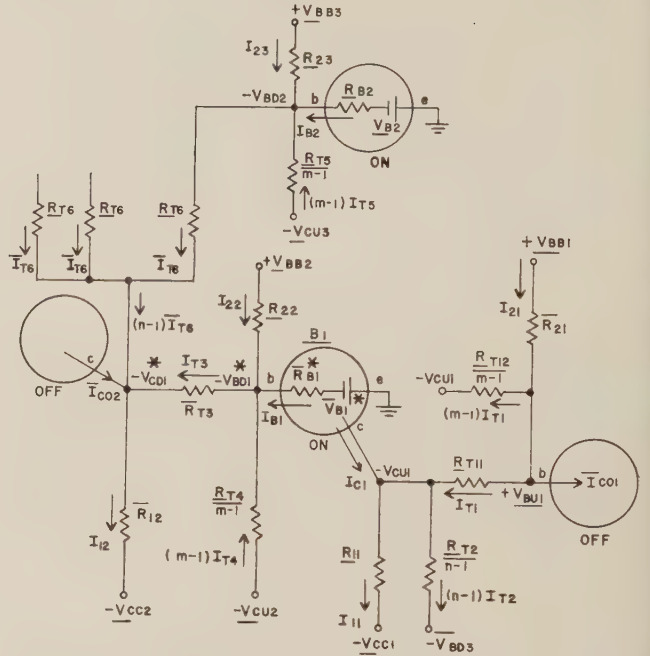 +VBB3
I23
R23
-VBD2
b
RB2
e
IB2
VB2
ON
RT5
m-1
(m-1)IT5
-VCU3
RT6
RT6
RT6
IT6
IT6
IT6
+VBB2
+VBB1
I22
R22
I21
R21
(n-1)IT6
B1
OFF
c
ICO2
-VCD1*
IT3
-VBD1*
RT3
b
RB1*
e
VB1*
IB1
ON
c
IC1
-VCU1
RT12
m-1
(m-1)IT1
-VCU1
RT11
+VBU1
b
ICO1
IT1
OFF
R12
I12
RT4
m-1
(m-1)IT4
R11
I11
RT2
n-1
(n-1)IT2
-VCC2
-VCU2
-VCC1
-VBD3